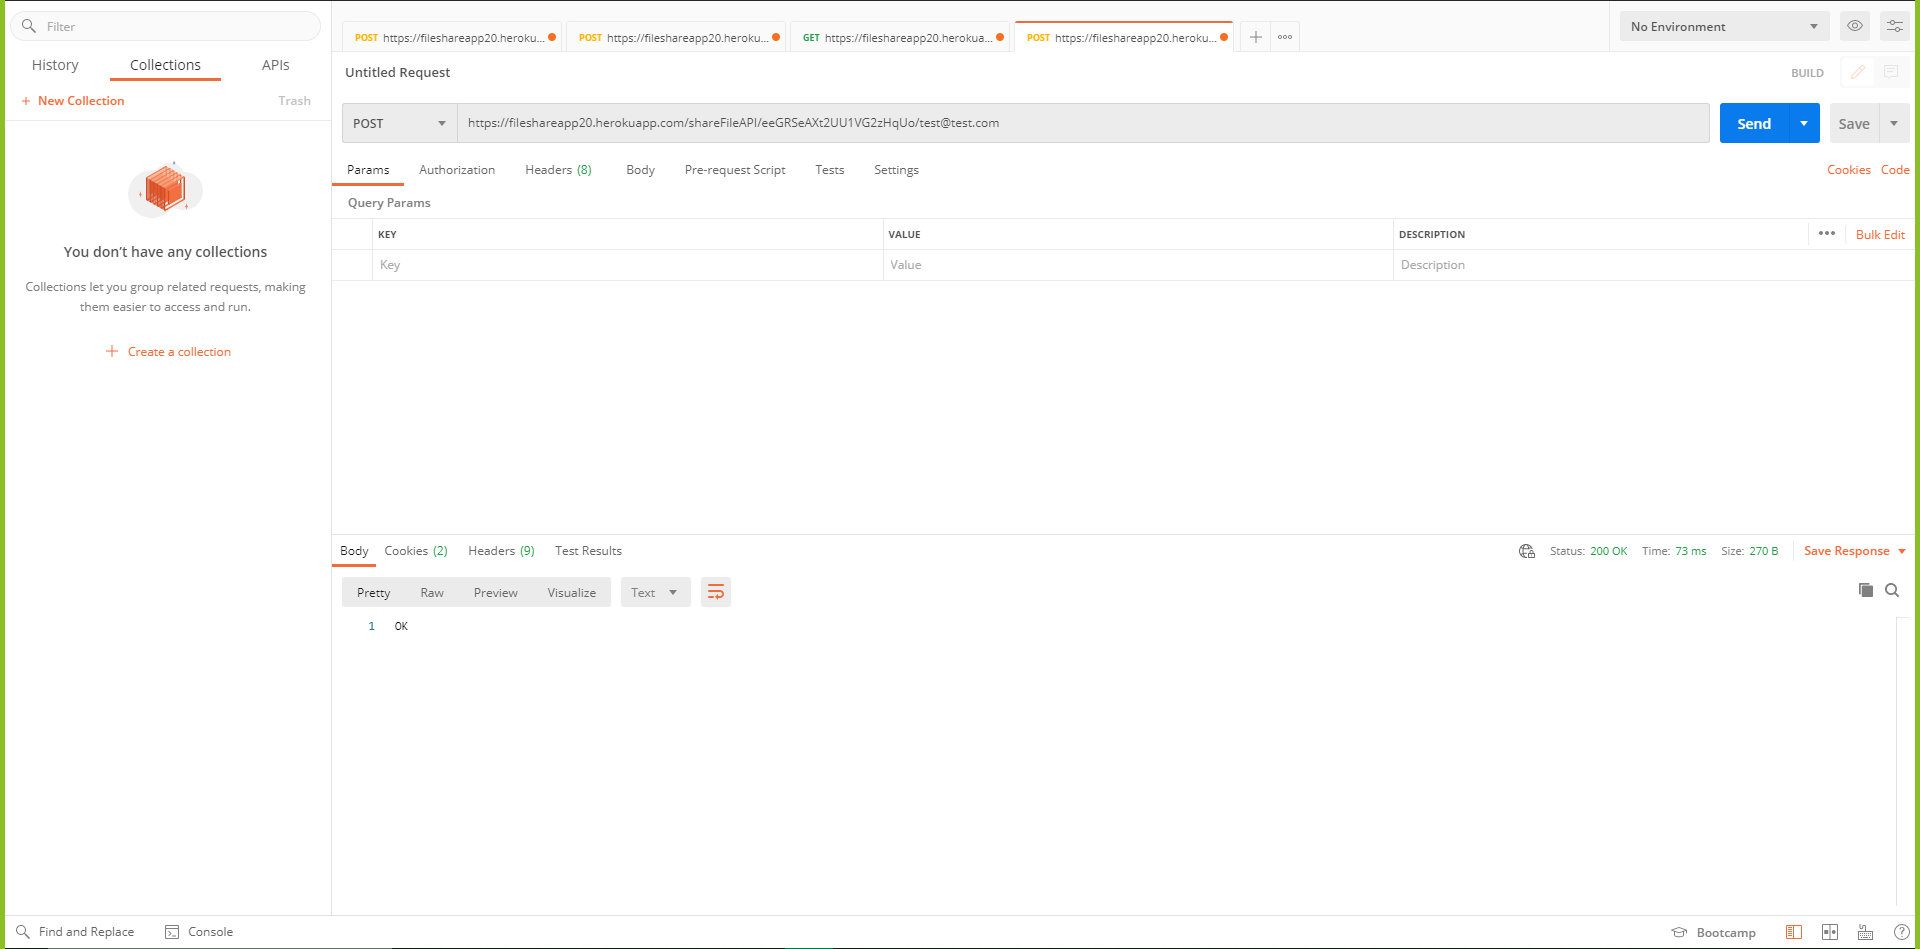 Filter
History Collections APIs
+ New Collection Trash
You don't have any collections
Collections let you group related requests, making
them easier to access and run.
+ Create a collection
POST https://fileshareapp20.heroku... POST https://fileshareapp20.heroku... GET https://fileshareapp20.herokua... POST https://fileshareapp20.heroku... + ooo
No Environment
Untitled Request BUILD
POST https://fileshareapp20.herokuapp.com/shareFileAPI/eeGRSeAXt2UU1VG2zHqUo/test@test.com Send Save
Params Authorization Headers (8) Body Pre-request Script Tests Settings Cookies Code
Query Params
KEY VALUE DESCRIPTION ••• Bulk Edit
Key Value Description
Body Cookies (2) Headers (9) Test Results Status: 200 OK Time: 73 ms Size: 270 B Save Response
Pretty Raw Preview Visualize Text
1 OK
Find and Replace Console Bootcamp